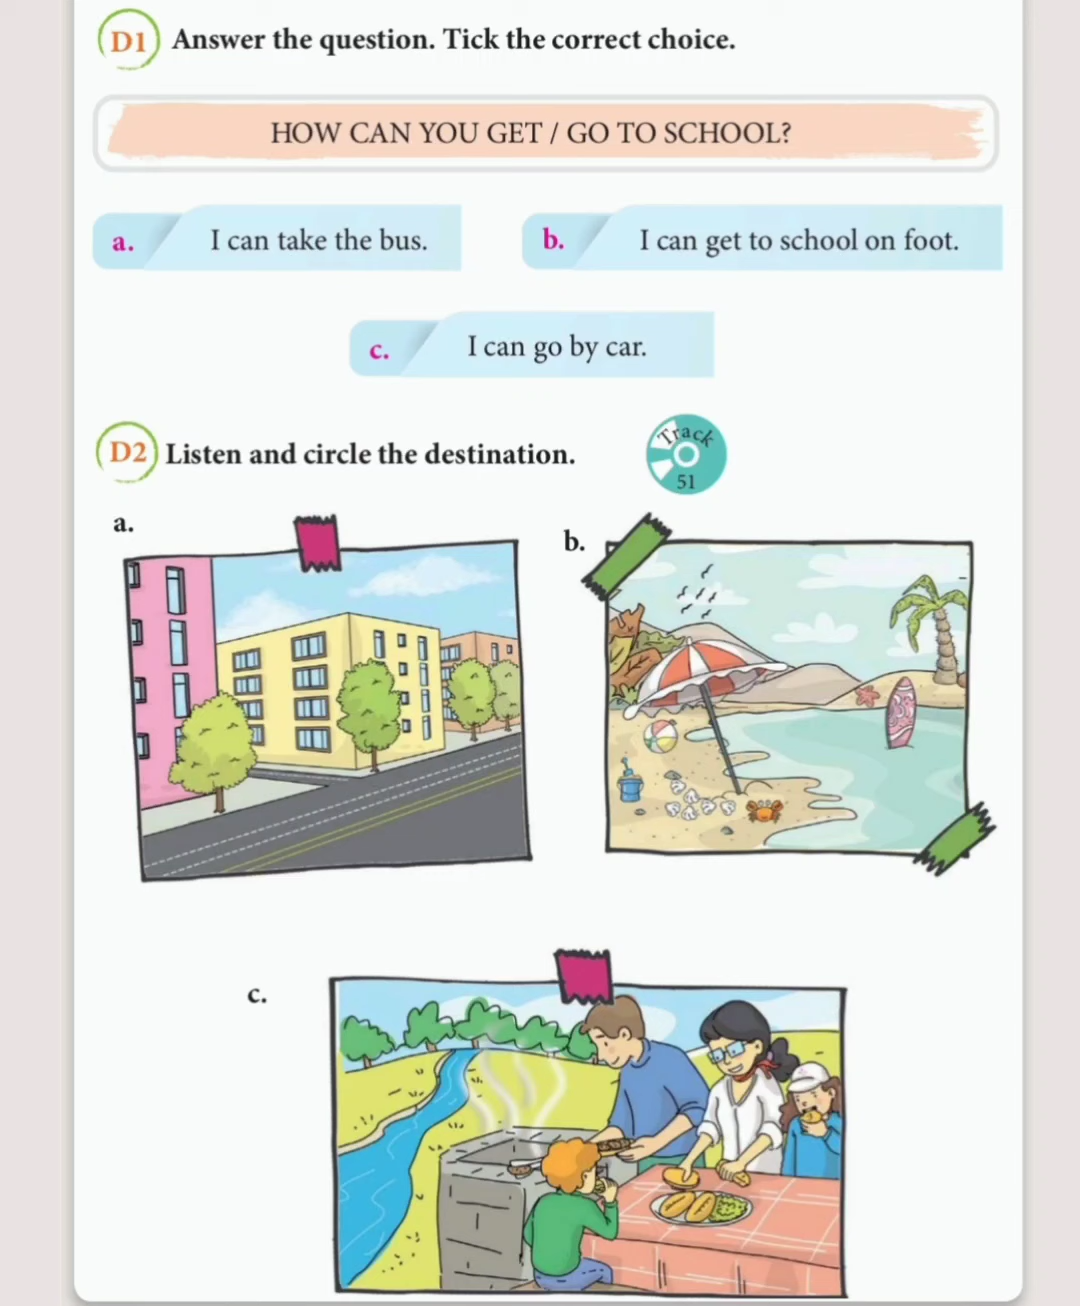 D1 Answer the question. Tick the correct choice.
HOW CAN YOU GET / GO TO SCHOOL?
a. I can take the bus.
b. I can get to school on foot.
c. I can go by car.
D2 Listen and circle the destination.
Track
51
a.
b.
c.